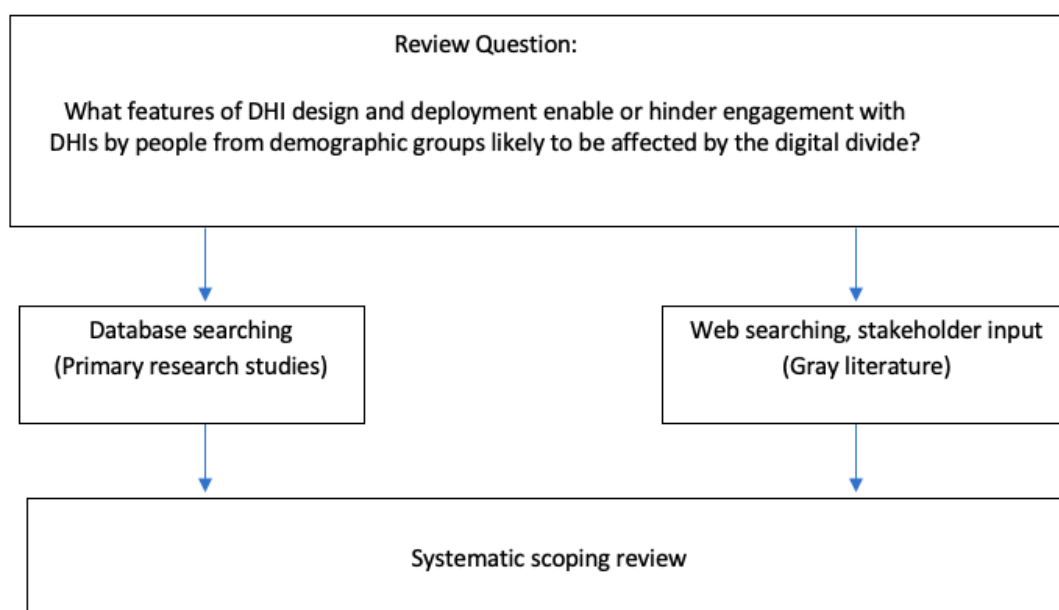 Review Question:
What features of DHI design and deployment enable or hinder engagement with
DHIs by people from demographic groups likely to be affected by the digital divide?
Database searching
(Primary research studies)
Web searching, stakeholder input
(Gray literature)
Systematic scoping review